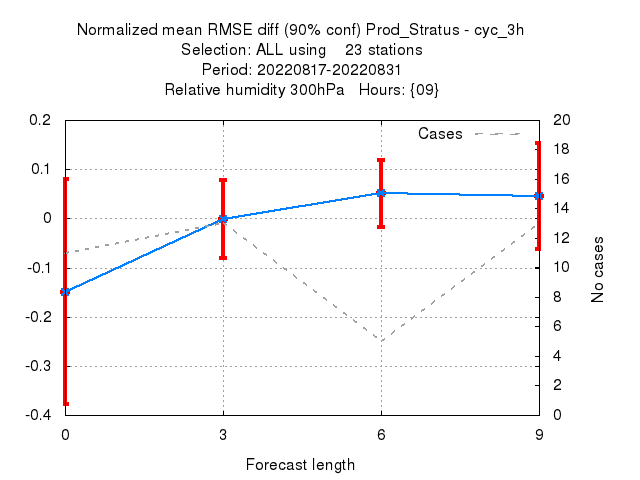 Normalized mean RMSE diff (90% conf) Prod_Stratus - cyc_3h
Selection: ALL using    23 stations
Period: 20220817-20220831
Relative humidity 300hPa   Hours: {09}
Cases
0.2
0.1
0
-0.1
-0.2
-0.3
-0.4
20
18
16
14
12
10
8
6
4
2
0
No cases
0 3 6 9
Forecast length